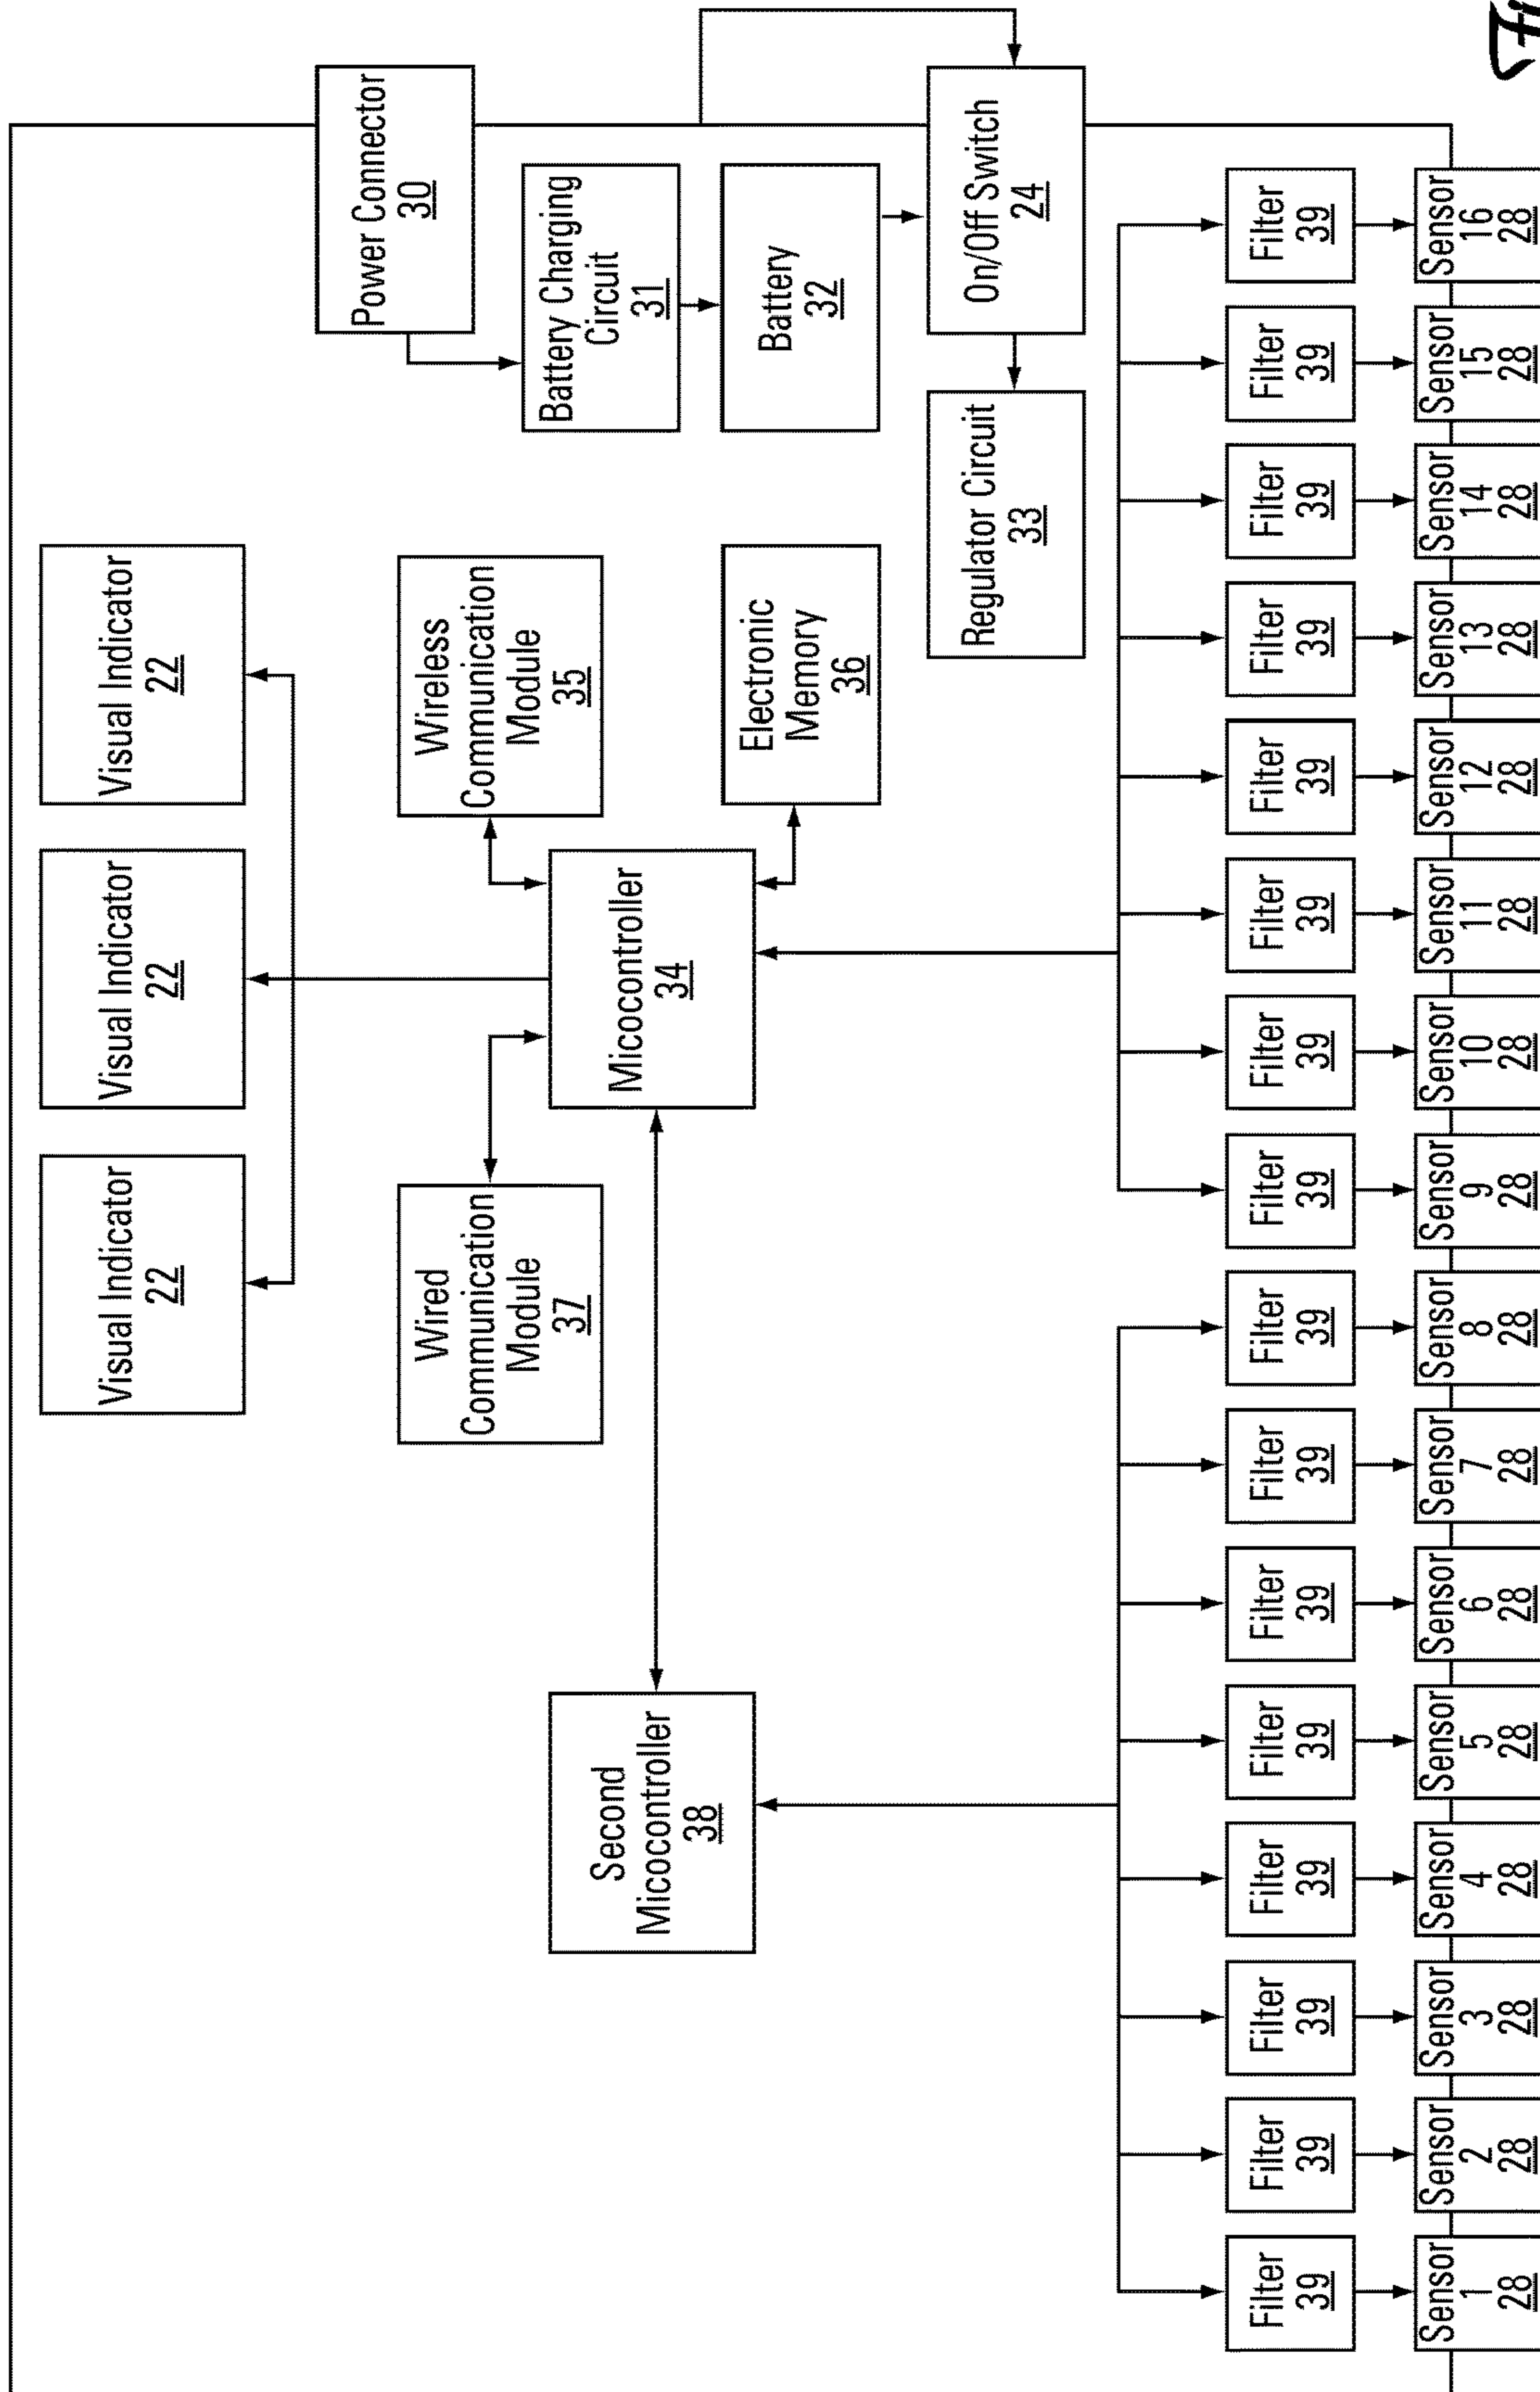 Visual Indicator
22
Visual Indicator
22
Visual Indicator
22
Power Connector
30
Wired
Communication
Module
37
Wireless
Communication
Module
35
Battery Charging
Circuit
31
Second
Micocontroller
38
Micocontroller
34
Electronic
Memory
36
Battery
32
Regulator Circuit
33
On/Off Switch
24
Filter
39
Filter
39
Filter
39
Filter
39
Filter
39
Filter
39
Filter
39
Filter
39
Filter
39
Filter
39
Filter
39
Filter
39
Filter
39
Filter
39
Filter
39
Filter
39
Sensor
1
28
Sensor
2
28
Sensor
3
28
Sensor
4
28
Sensor
5
28
Sensor
6
28
Sensor
7
28
Sensor
8
28
Sensor
9
28
Sensor
10
28
Sensor
11
28
Sensor
12
28
Sensor
13
28
Sensor
14
28
Sensor
15
28
Sensor
16
28